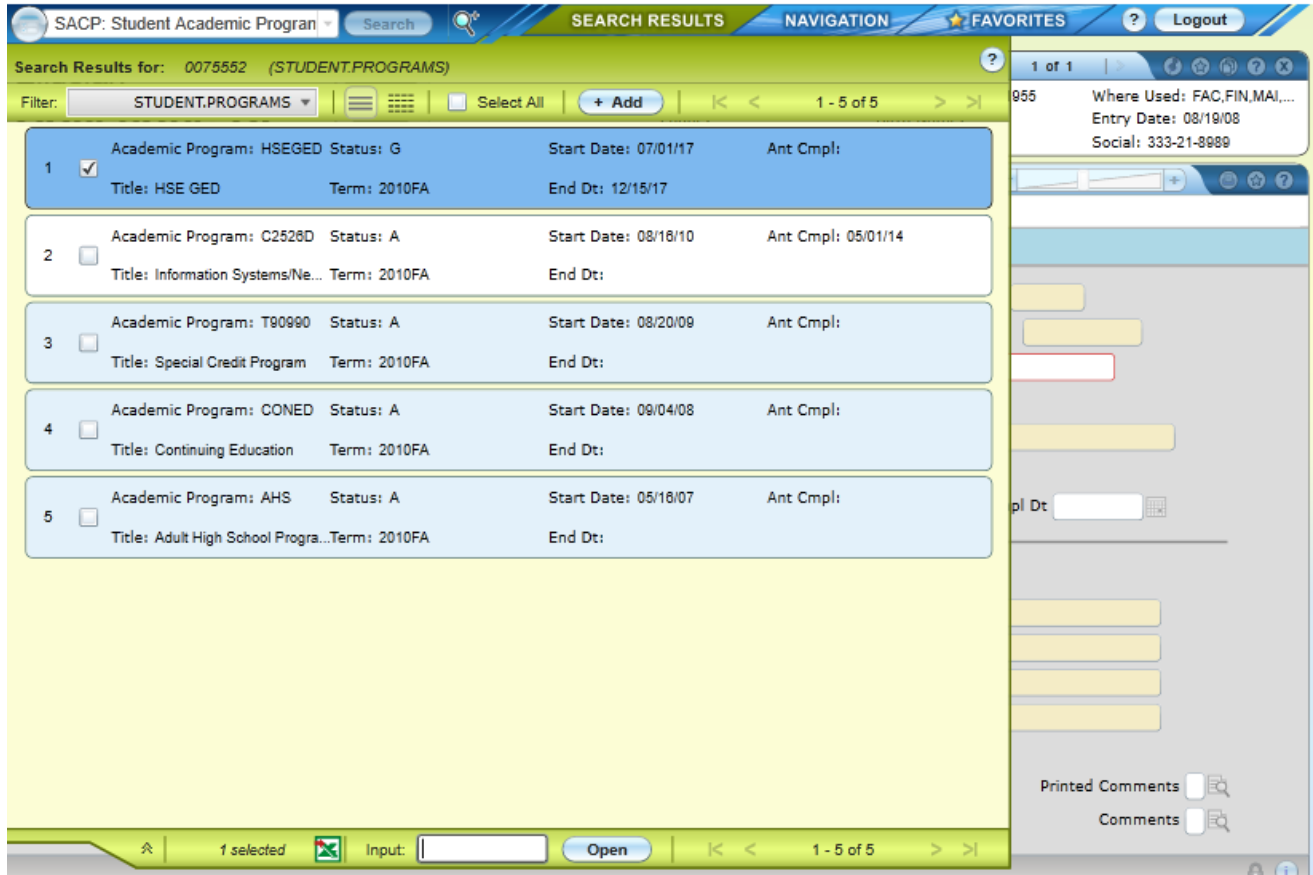 SACP: Student Academic Progran Search SEARCH RESULTS NAVIGATION FAVORITES ? Logout
Search Results for: 0075552 (STUDENT.PROGRAMS) ?
Filter: STUDENT.PROGRAMS Select All + Add 1 - 5 of 5
1 of 1
955 Where Used: FAC,FIN,MAI,...
Entry Date: 08/19/08
Social: 333-21-8989
1 Academic Program: HSEGED Status: G Start Date: 07/01/17 Ant Cmpl:
Title: HSE GED Term: 2010FA End Dt: 12/15/17
2 Academic Program: C2526D Status: A Start Date: 08/16/10 Ant Cmpl: 05/01/14
Title: Information Systems/Ne... Term: 2010FA End Dt:
3 Academic Program: T90990 Status: A Start Date: 08/20/09 Ant Cmpl:
Title: Special Credit Program Term: 2010FA End Dt:
4 Academic Program: CONED Status: A Start Date: 09/04/08 Ant Cmpl:
Title: Continuing Education Term: 2010FA End Dt:
5 Academic Program: AHS Status: A Start Date: 05/16/07 Ant Cmpl:
Title: Adult High School Progra... Term: 2010FA End Dt:
pl Dt
Printed Comments
Comments
1 selected Input: Open 1 - 5 of 5